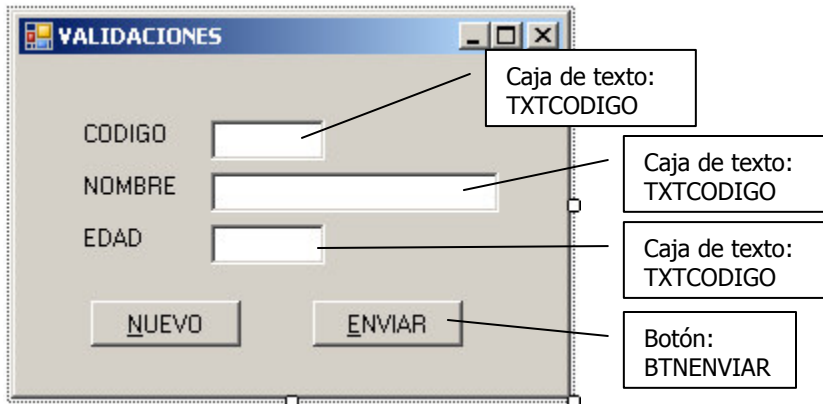 VALIDACIONES
Caja de texto:
TXTCODIGO
CODIGO
NOMBRE
Caja de texto:
TXTCODIGO
EDAD
Caja de texto:
TXTCODIGO
NUEVO
ENVIAR
Botón:
BTNENVIAR